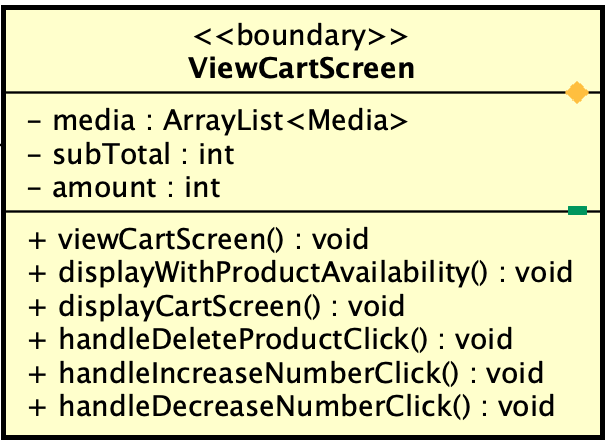 <<boundary>>
ViewCartScreen
- media : ArrayList<Media>
- subTotal : int
- amount : int
+ viewCartScreen() : void
+ displayWithProductAvailability() : void
+ displayCartScreen() : void
+ handleDeleteProductClick() : void
+ handleIncreaseNumberClick() : void
+ handleDecreaseNumberClick() : void